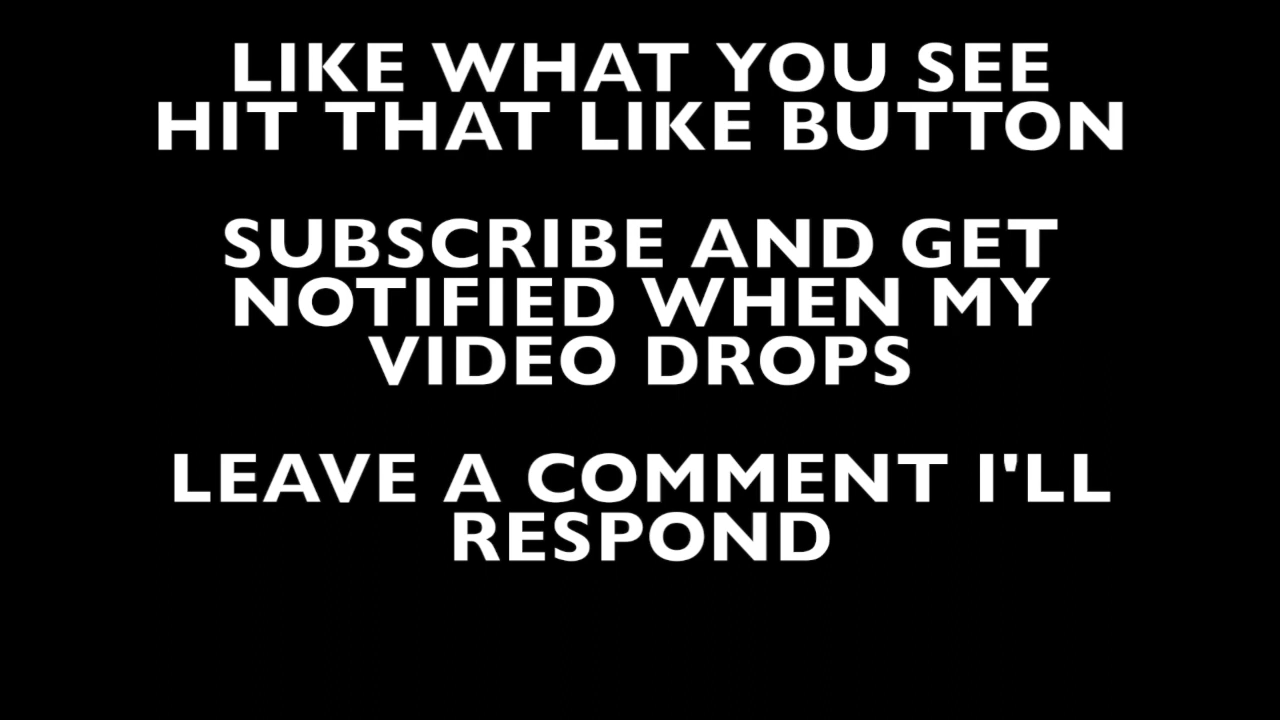 LIKE WHAT YOU SEE
HIT THAT LIKE BUTTON
SUBSCRIBE AND GET
NOTIFIED WHEN MY
VIDEO DROPS
LEAVE A COMMENT I'LL
RESPOND